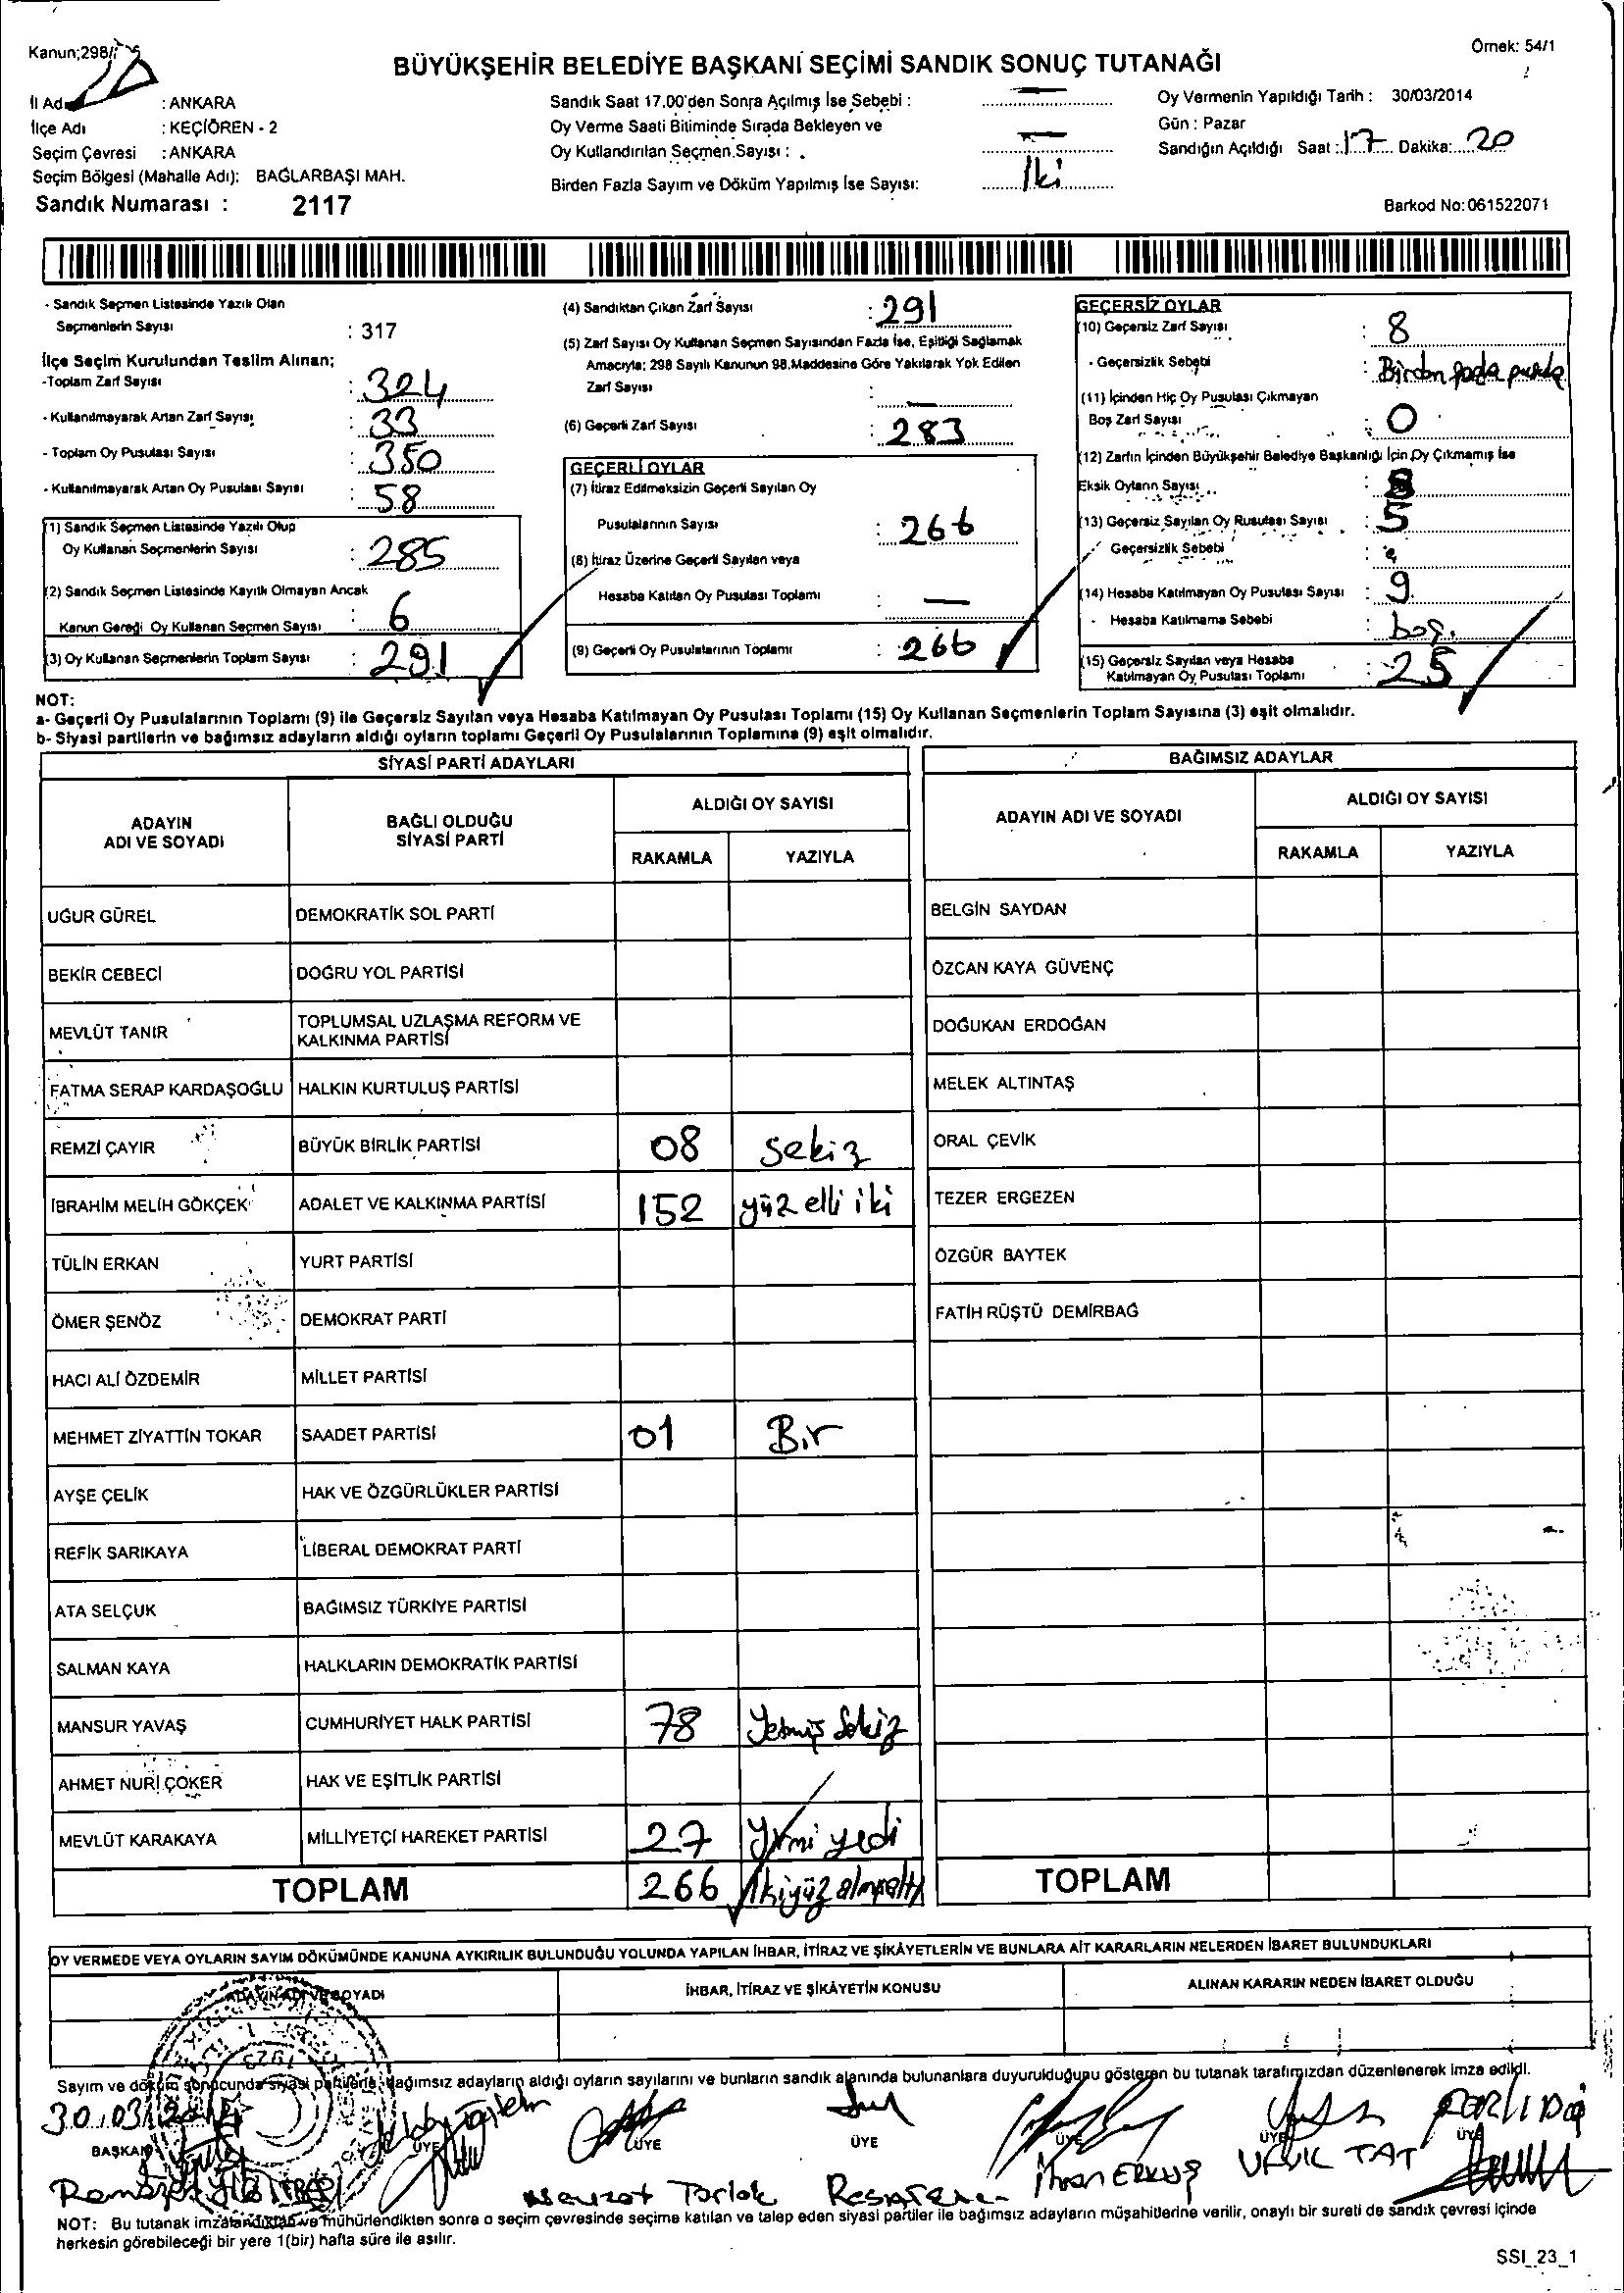 Kanun;298/
Örnek: 54/1
BÜYÜKŞEHİR BELEDİYE BAŞKANI SEÇİMİ SANDIK SONUÇ TUTANAĞI
İl Adı : ANKARA
İlçe Adı : KEÇİÖREN - 2
Seçim Çevresi : ANKARA
Seçim Bölgesi (Mahalle Adı): BAĞLARBAŞI MAH.
Sandık Numarası : 2117
Sandık Saat 17.00'den Sonra Açılmış İse Sebebi : —
Oy Verme Saati Bitiminde Sırada Bekleyen ve
Oy Kullandırılan Seçmen Sayısı : —
Birden Fazla Sayım ve Döküm Yapılmış İse Sayısı: İki
Oy Vermenin Yapıldığı Tarih : 30/03/2014
Gün : Pazar
Sandığın Açıldığı Saat : 17 Dakika: 20
Barkod No: 061522071
- Sandık Seçmen Listesinde Yazılı Olan
Seçmenlerin Sayısı : 317
İlçe Seçim Kurulundan Teslim Alınan;
-Toplam Zarf Sayısı : 324
- Kullanılmayarak Artan Zarf Sayısı : 33
- Toplam Oy Pusulası Sayısı : 350
- Kullanılmayarak Artan Oy Pusulası Sayısı : 58
(1) Sandık Seçmen Listesinde Yazılı Olup
Oy Kullanan Seçmenlerin Sayısı : 285
(2) Sandık Seçmen Listesinde Kayıtlı Olmayan Ancak
Kanun Gereği Oy Kullanan Seçmen Sayısı : 6
(3) Oy Kullanan Seçmenlerin Toplam Sayısı : 291
(4) Sandıktan Çıkan Zarf Sayısı : 291
(5) Zarf Sayısı Oy Kullanan Seçmen Sayısından Fazla İse, Eşitliği Sağlamak
Amacıyla; 298 Sayılı Kanunun 98.Maddesine Göre Yakılarak Yok Edilen
Zarf Sayısı : —
(6) Geçerli Zarf Sayısı : 283
GEÇERLİ OYLAR
(7) İtiraz Edilmeksizin Geçerli Sayılan Oy
Pusulalarının Sayısı : 266
(8) İtiraz Üzerine Geçerli Sayılan veya
Hesaba Katılan Oy Pusulası Toplamı : —
(9) Geçerli Oy Pusulalarının Toplamı : 266
GEÇERSİZ OYLAR
(10) Geçersiz Zarf Sayısı : 8
- Geçersizlik Sebebi : Birden
(11) İçinden Hiç Oy Pusulası Çıkmayan
Boş Zarf Sayısı : 0
(12) Zarfın İçinden Büyükşehir Belediye Başkanlığı İçin Oy Çıkmamış İse
Eksik Oyların Sayısı :
(13) Geçersiz Sayılan Oy Pusulası Sayısı : 5
Geçersizlik Sebebi :
(14) Hesaba Katılmayan Oy Pusulası Sayısı : 9
- Hesaba Katılmama Sebebi : boş.
(15) Geçersiz Sayılan veya Hesaba
Katılmayan Oy Pusulası Toplamı : 25
NOT:
a- Geçerli Oy Pusulalarının Toplamı (9) ile Geçersiz Sayılan veya Hesaba Katılmayan Oy Pusulası Toplamı (15) Oy Kullanan Seçmenlerin Toplam Sayısına (3) eşit olmalıdır.
b- Siyasi partilerin ve bağımsız adayların aldığı oyların toplamı Geçerli Oy Pusulalarının Toplamına (9) eşit olmalıdır.
SİYASİ PARTİ ADAYLARI
ADAYIN ADI VE SOYADI BAĞLI OLDUĞU SİYASİ PARTİ ALDIĞI OY SAYISI
RAKAMLA YAZIYLA
UĞUR GÜREL DEMOKRATİK SOL PARTİ
BEKİR CEBECİ DOĞRU YOL PARTİSİ
MEVLÜT TANIR TOPLUMSAL UZLAŞMA REFORM VE KALKINMA PARTİSİ
FATMA SERAP KARDAŞOĞLU HALKIN KURTULUŞ PARTİSİ
REMZİ ÇAYIR BÜYÜK BİRLİK PARTİSİ 08 sekiz
İBRAHİM MELİH GÖKÇEK ADALET VE KALKINMA PARTİSİ 152 yüz elli iki
TÜLİN ERKAN YURT PARTİSİ
ÖMER ŞENÖZ DEMOKRAT PARTİ
HACI ALİ ÖZDEMİR MİLLET PARTİSİ
MEHMET ZİYATTİN TOKAR SAADET PARTİSİ 01 Bir
AYŞE ÇELİK HAK VE ÖZGÜRLÜKLER PARTİSİ
REFİK SARIKAYA LİBERAL DEMOKRAT PARTİ
ATA SELÇUK BAĞIMSIZ TÜRKİYE PARTİSİ
SALMAN KAYA HALKLARIN DEMOKRATİK PARTİSİ
MANSUR YAVAŞ CUMHURİYET HALK PARTİSİ 78 Yetmiş Sekiz
AHMET NURİ ÇOKER HAK VE EŞİTLİK PARTİSİ
MEVLÜT KARAKAYA MİLLİYETÇİ HAREKET PARTİSİ 27 Yirmi yedi
TOPLAM 266 İkiyüz altmışaltı
BAĞIMSIZ ADAYLAR
ADAYIN ADI VE SOYADI ALDIĞI OY SAYISI
RAKAMLA YAZIYLA
BELGİN SAYDAN
ÖZCAN KAYA GÜVENÇ
DOĞUKAN ERDOĞAN
MELEK ALTINTAŞ
ORAL ÇEVİK
TEZER ERGEZEN
ÖZGÜR BAYTEK
FATİH RÜŞTÜ DEMİRBAĞ
TOPLAM
OY VERMEDE VEYA OYLARIN SAYIM DÖKÜMÜNDE KANUNA AYKIRILIK BULUNDUĞU YOLUNDA YAPILAN İHBAR, İTİRAZ VE ŞİKÂYETLERİN VE BUNLARA AİT KARARLARIN NELERDEN İBARET BULUNDUKLARI
ADAYIN ADI VE SOYADI İHBAR, İTİRAZ VE ŞİKÂYETİN KONUSU ALINAN KARARIN NEDEN İBARET OLDUĞU
Sayım ve döküm sonucunda siyasi partilerle, bağımsız adayların aldığı oyların sayılarını ve bunların sandık alanında bulunanlara duyurulduğunu gösteren bu tutanak tarafımızdan düzenlenerek imza edildi.
30.03.2014
BAŞKAN ÜYE ÜYE ÜYE ÜYE ÜYE ÜYE
Nevzat Torlak İhsan ERKUŞ UFUK TAT
NOT: Bu tutanak imzalandıktan ve mühürlendikten sonra o seçim çevresinde seçime katılan ve talep eden siyasi partiler ile bağımsız adayların müşahitlerine verilir, onaylı bir sureti de sandık çevresi içinde
herkesin görebileceği bir yere 1(bir) hafta süre ile asılır.
SSI_23_1